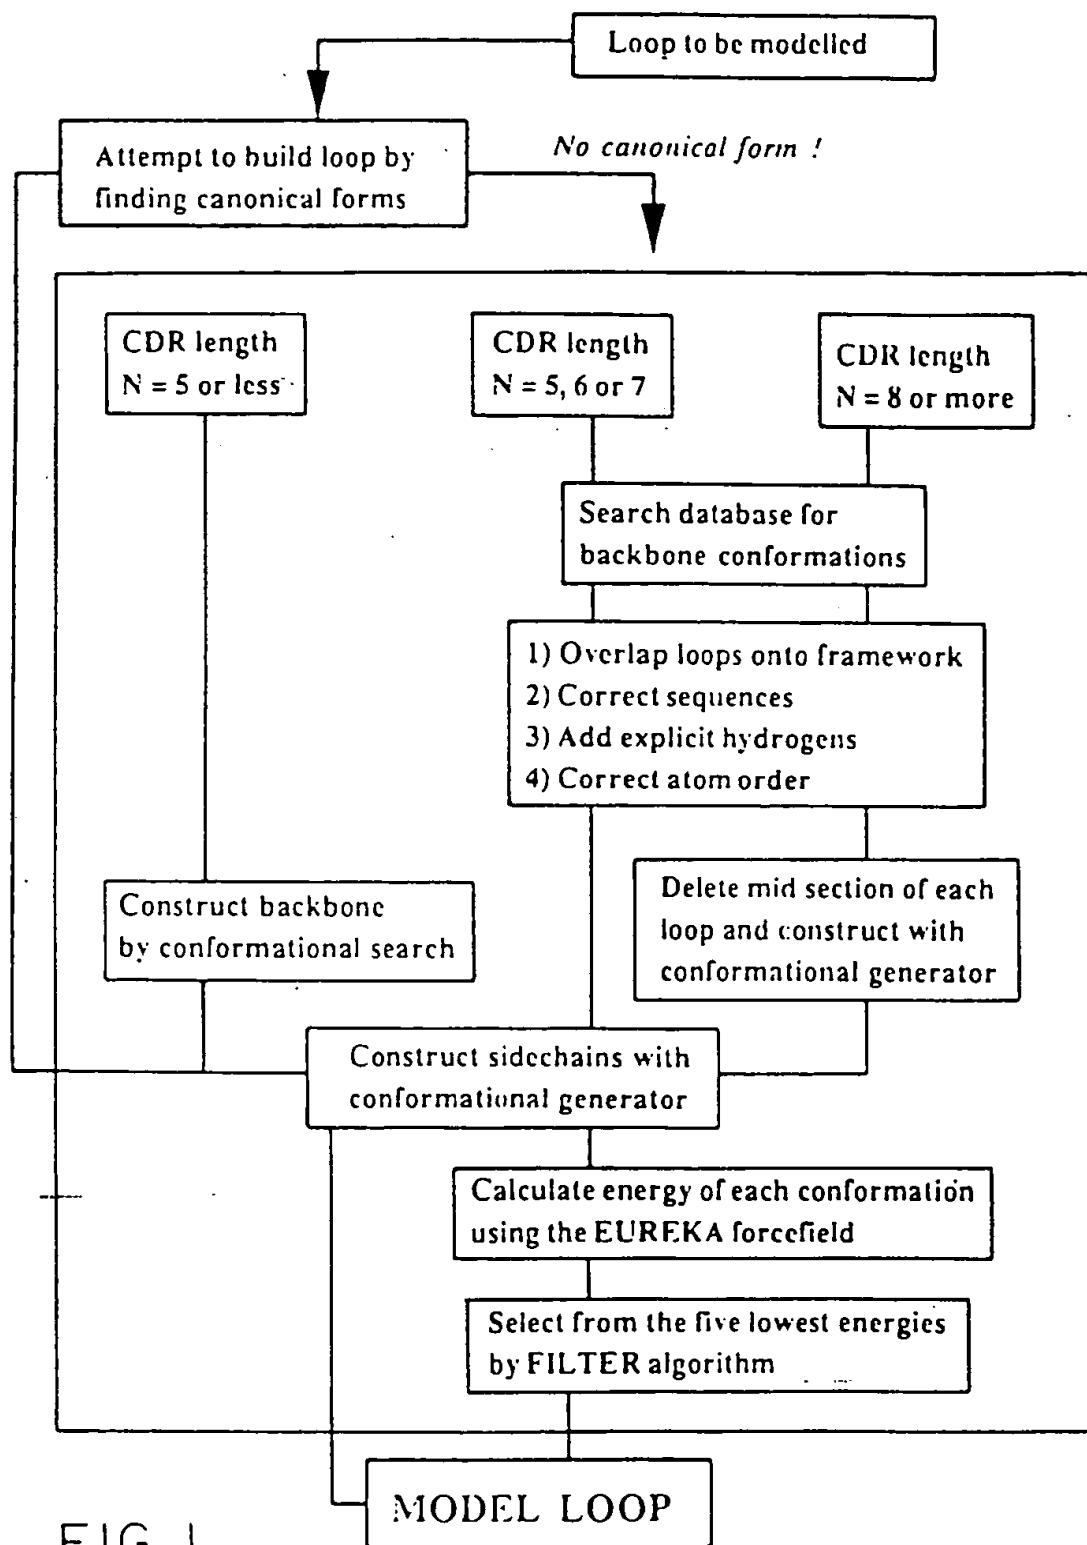 Loop to be modelled
Attempt to build loop by
finding canonical forms
No canonical form !
CDR length
N = 5 or less
CDR length
N = 5, 6 or 7
CDR length
N = 8 or more
Search database for
backbone conformations
1) Overlap loops onto framework
2) Correct sequences
3) Add explicit hydrogens
4) Correct atom order
Construct backbone
by conformational search
Delete mid section of each
loop and construct with
conformational generator
Construct sidechains with
conformational generator
Calculate energy of each conformation
using the EUREKA forcefield
Select from the five lowest energies
by FILTER algorithm
MODEL LOOP
FIG. 1